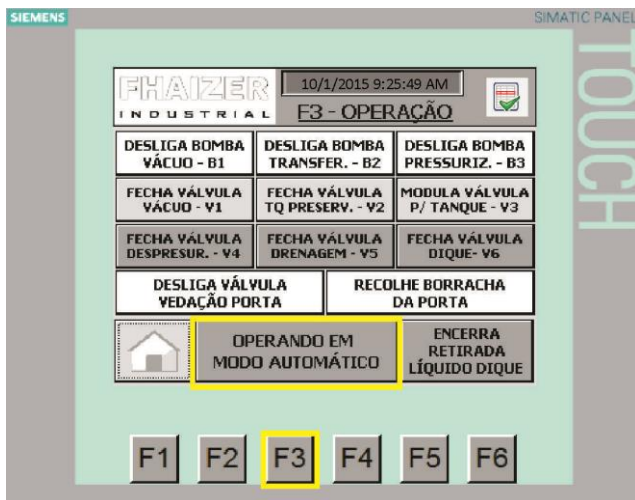 SIEMENS
SIMATIC PANEL
TOUCH
FHAIZER
INDUSTRIAL
10/1/2015 9:25:49 AM
F3 - OPERAÇÃO
DESLIGA BOMBA
VÁCUO - B1
DESLIGA BOMBA
TRANSFER. - B2
DESLIGA BOMBA
PRESSURIZ. - B3
FECHA VÁLVULA
VÁCUO - V1
FECHA VÁLVULA
TQ PRESERV. - V2
MODULA VÁLVULA
P/ TANQUE - V3
FECHA VÁLVULA
DESPRESUR. - V4
FECHA VÁLVULA
DRENAGEM - V5
FECHA VÁLVULA
DIQUE- V6
DESLIGA VÁLVULA
VEDAÇÃO PORTA
RECOLHE BORRACHA
DA PORTA
OPERANDO EM
MODO AUTOMÁTICO
ENCERRA
RETIRADA
LÍQUIDO DIQUE
F1 F2 F3 F4 F5 F6